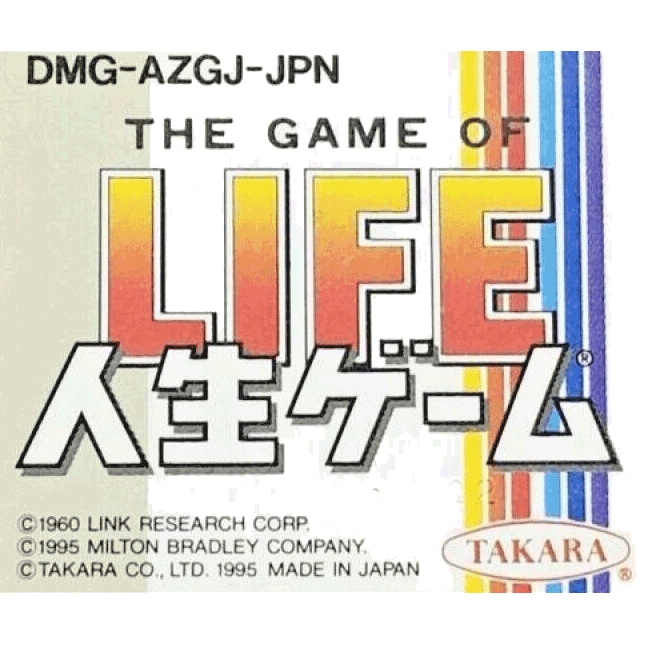 DMG-AZGJ-JPN
THE GAME OF
LIFE
人生ゲーム®
©1960 LINK RESEARCH CORP.
©1995 MILTON BRADLEY COMPANY.
©TAKARA CO., LTD. 1995 MADE IN JAPAN
TAKARA®